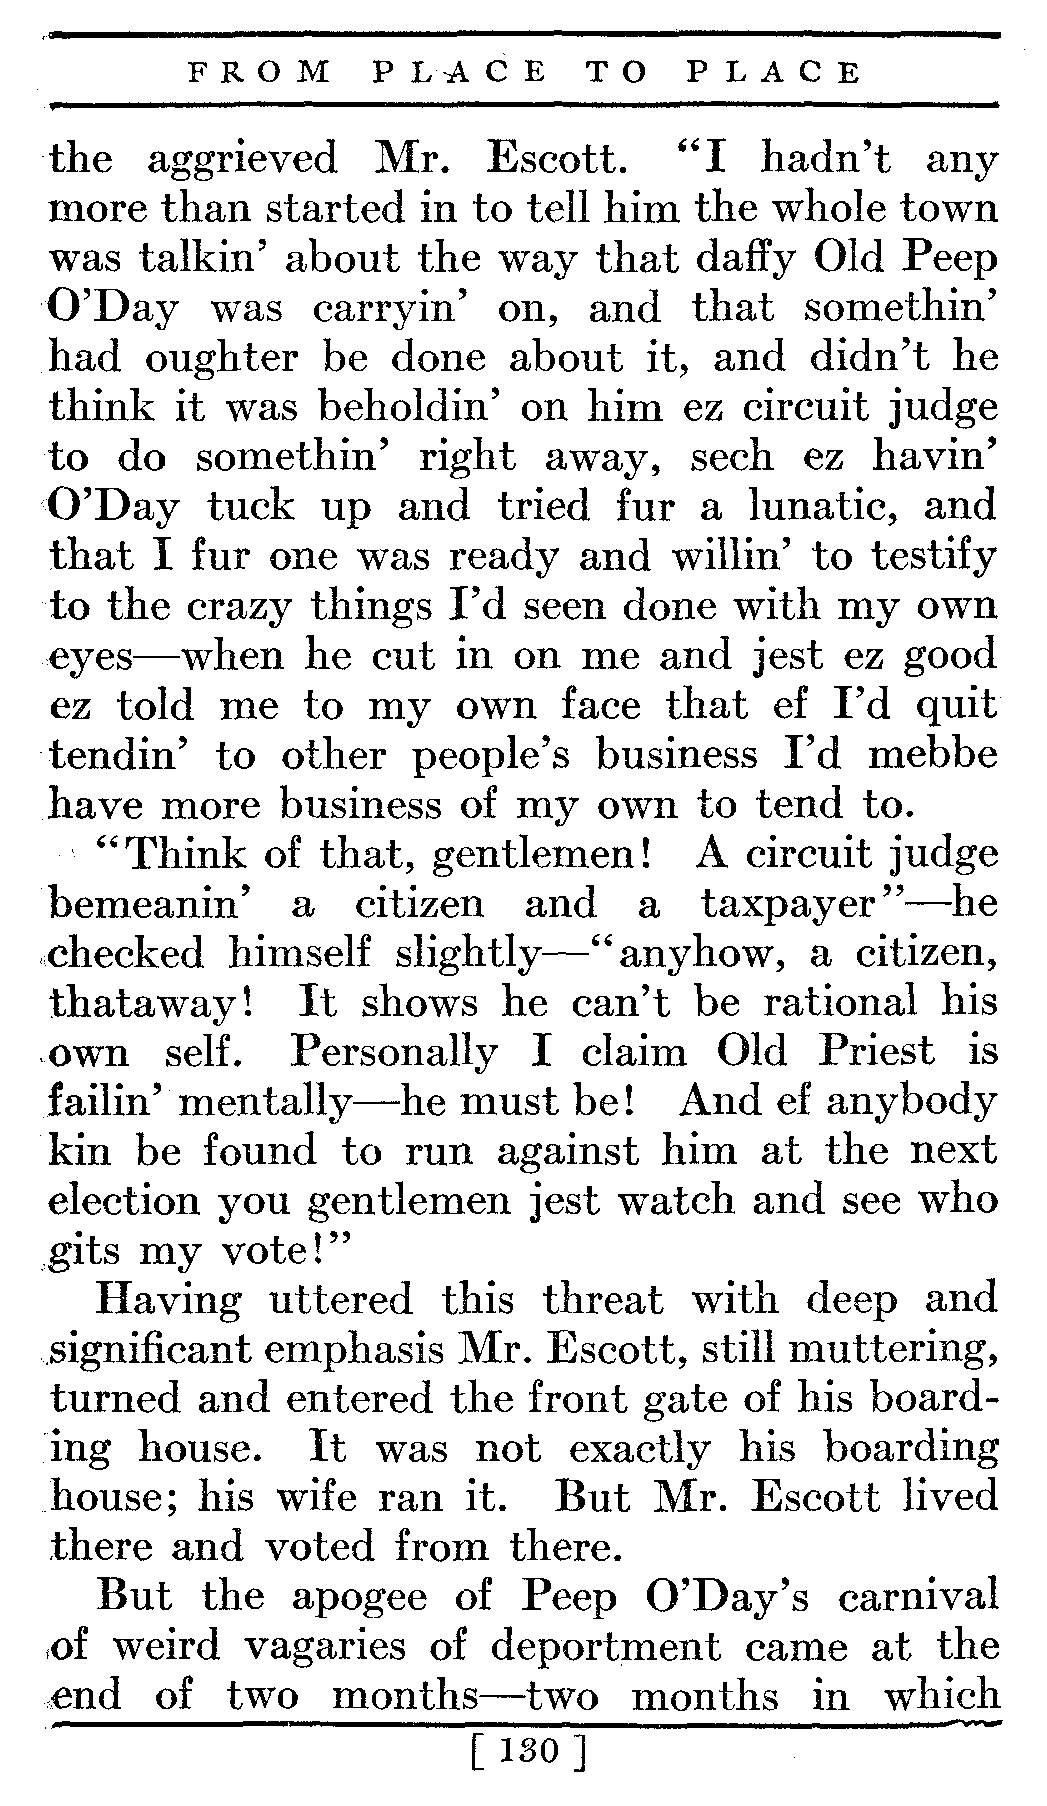 FROM PLACE TO PLACE
the aggrieved Mr. Escott. “I hadn’t any
more than started in to tell him the whole town
was talkin’ about the way that daffy Old Peep
O’Day was carryin’ on, and that somethin’
had oughter be done about it, and didn’t he
think it was beholdin’ on him ez circuit judge
to do somethin’ right away, sech ez havin’
O’Day tuck up and tried fur a lunatic, and
that I fur one was ready and willin’ to testify
to the crazy things I’d seen done with my own
eyes—when he cut in on me and jest ez good
ez told me to my own face that ef I’d quit
tendin’ to other people’s business I’d mebbe
have more business of my own to tend to.
“Think of that, gentlemen! A circuit judge
bemeanin’ a citizen and a taxpayer”—he
checked himself slightly—“anyhow, a citizen,
thataway! It shows he can’t be rational his
own self. Personally I claim Old Priest is
failin’ mentally—he must be! And ef anybody
kin be found to run against him at the next
election you gentlemen jest watch and see who
gits my vote!”
Having uttered this threat with deep and
significant emphasis Mr. Escott, still muttering,
turned and entered the front gate of his board-
ing house. It was not exactly his boarding
house; his wife ran it. But Mr. Escott lived
there and voted from there.
But the apogee of Peep O’Day’s carnival
of weird vagaries of deportment came at the
end of two months—two months in which
[ 130 ]